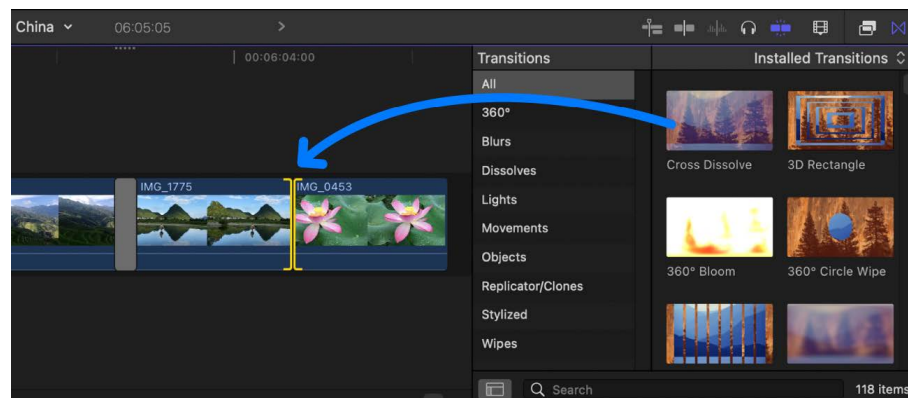 China
06:05:05
00:06:04:00
Transitions
Installed Transitions
All
360°
Blurs
Dissolves
Lights
Movements
Objects
Replicator/Clones
Stylized
Wipes
Cross Dissolve
3D Rectangle
360° Bloom
360° Circle Wipe
IMG_1775
IMG_0453
Search
118 items